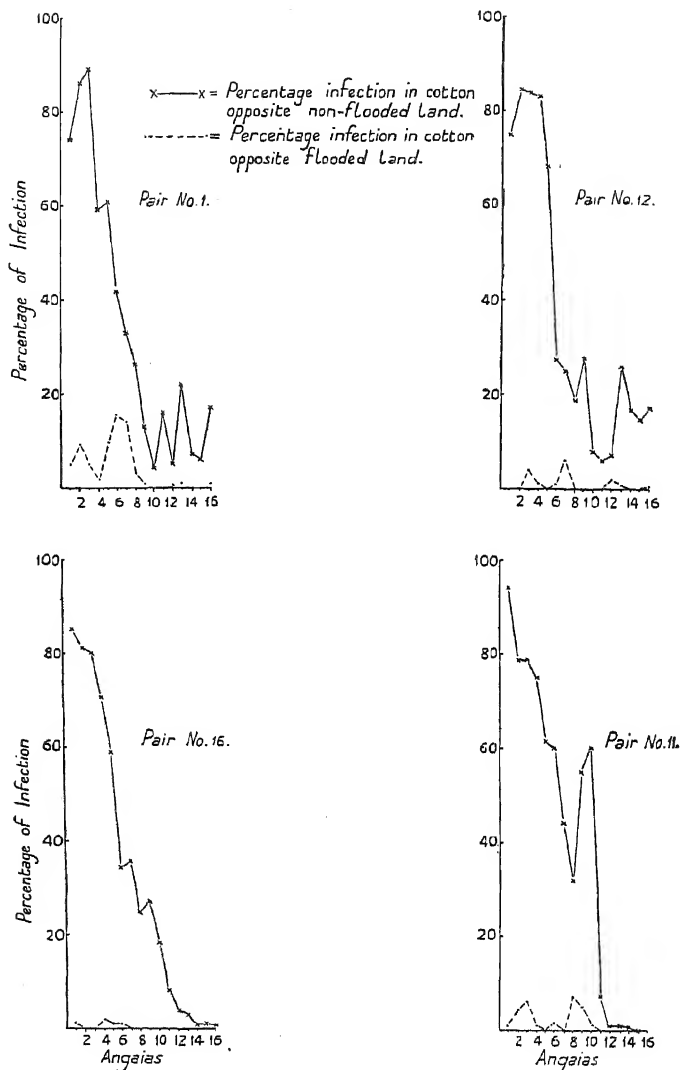 100
80
60
40
20
2 4 6 8 10 12 14 16
Percentage of Infection
x——x = Percentage infection in cotton
opposite non-flooded land.
.-----.= Percentage infection in cotton
opposite flooded land.
Pair No.1.
100
80
60
40
20
2 4 6 8 10 12 14 16
Pair No.12.
100
80
60
40
20
2 4 6 8 10 12 14 16
Percentage of Infection
Angaias
Pair No.16.
100
80
60
40
20
2 4 6 8 10 12 14 16
Angaias
Pair No.11.